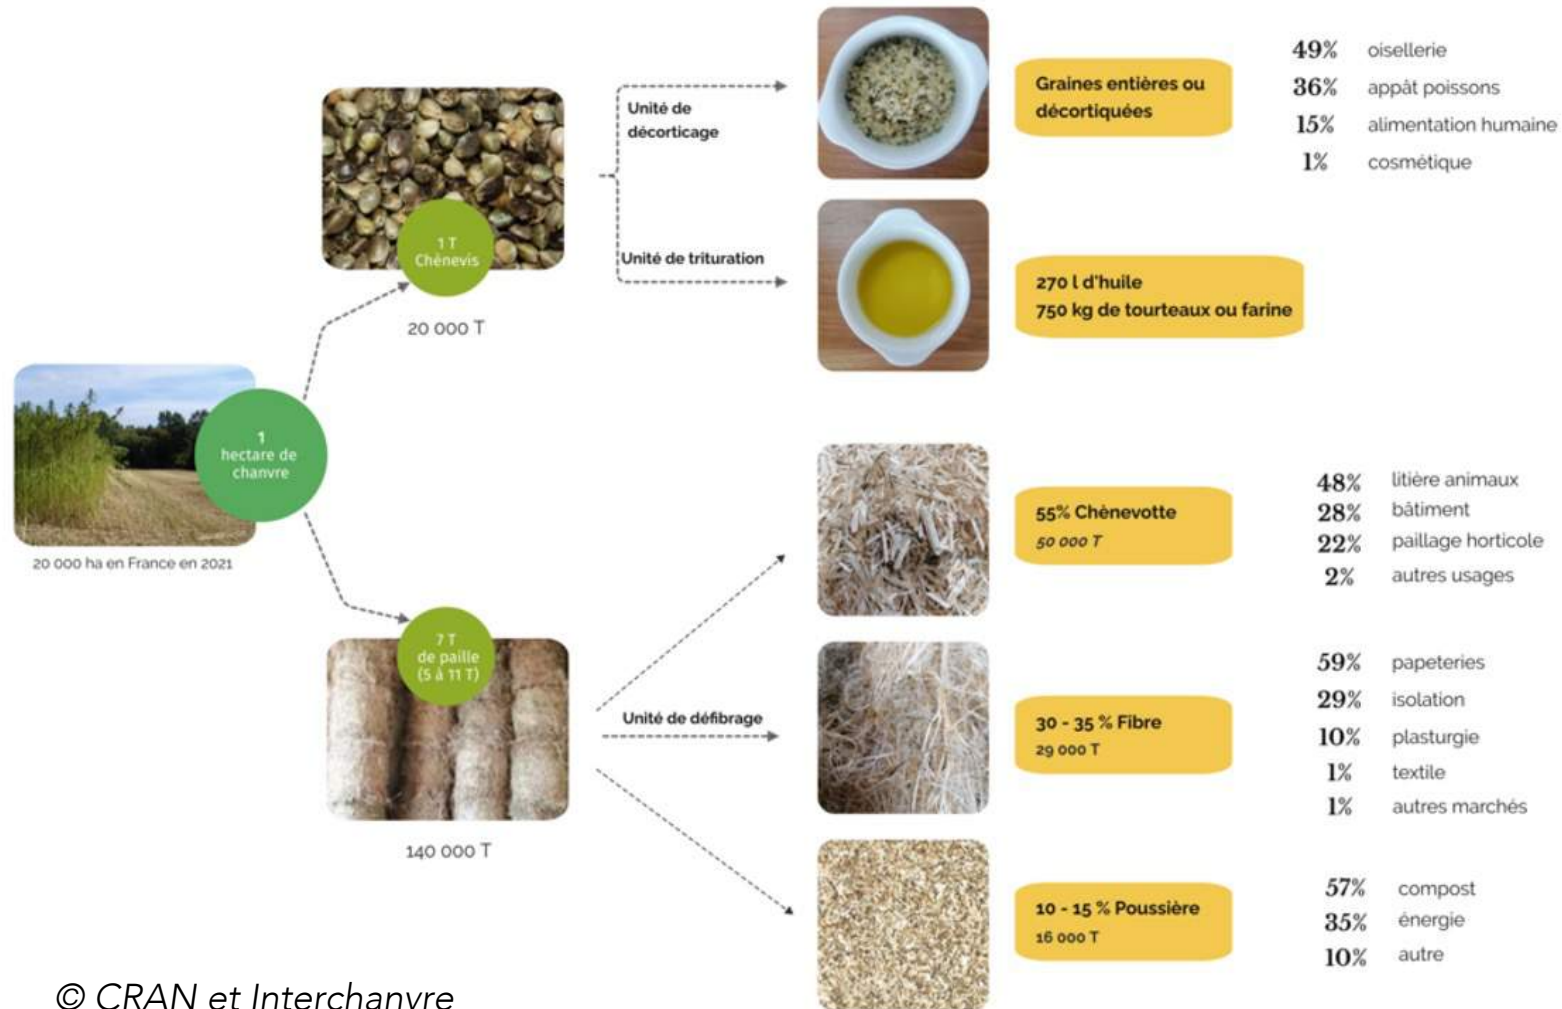 1
hectare de
chanvre
20 000 ha en France en 2021
1 T
Chènevis
20 000 T
Unité de
décorticage
Unité de trituration
Graines entières ou
décortiquées
49% oisellerie
36% appât poissons
15% alimentation humaine
1% cosmétique
270 l d'huile
750 kg de tourteaux ou farine
7 T
de paille
(5 à 11 T)
140 000 T
Unité de défibrage
55% Chènevotte
50 000 T
48% litière animaux
28% bâtiment
22% paillage horticole
2% autres usages
30 - 35 % Fibre
29 000 T
59% papeteries
29% isolation
10% plasturgie
1% textile
1% autres marchés
10 - 15 % Poussière
16 000 T
57% compost
35% énergie
10% autre
© CRAN et Interchanvre